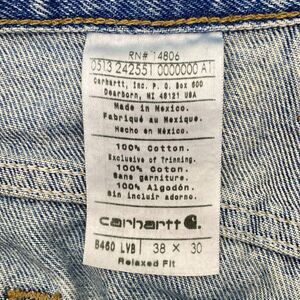 RN# 14806
0513 242551 0000000 A1
Carhartt, Inc. P.O. Box 600
Dearborn, MI 48121 USA
Made in Mexico.
Fabriqué au Mexique.
Hecho en México.
100% Cotton.
Exclusive of Trimming.
100% Coton.
Sans garniture.
100% Algodón.
Sin incluir adorno.
carhartt
B460 LVB 38 x 30
Relaxed Fit